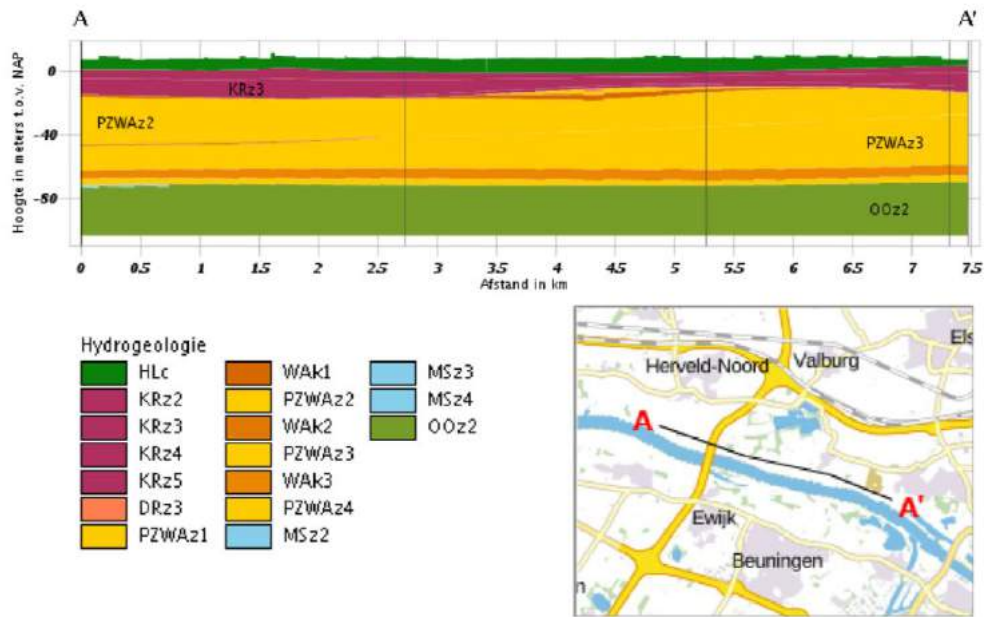 A A'
Hoogte in meters t.o.v. NAP
0
-40
-80
KRz3
PZWAz2
PZWAz3
OOz2
0 0.5 1 1.5 2 2.5 3 3.5 4 4.5 5 5.5 6 6.5 7 7.5
Afstand in km
Hydrogeologie
HLc
KRz2
KRz3
KRz4
KRz5
DRz3
PZWAz1
WAk1
PZWAz2
WAk2
PZWAz3
WAk3
PZWAz4
MSz2
MSz3
MSz4
OOz2
Els
Herveld-Noord Valburg
A
A'
Ewijk
Beuningen
n